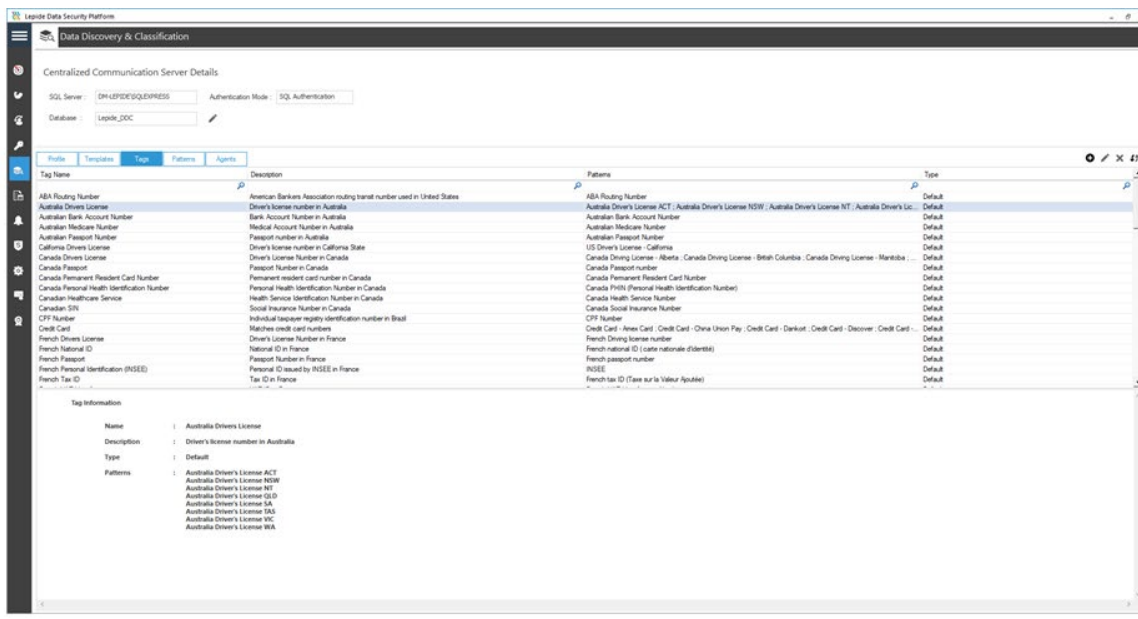 Lepide Data Security Platform
Data Discovery & Classification
Centralized Communication Server Details
SQL Server : DM-LEPIDE\SQLEXPRESS Authentication Mode : SQL Authentication
Database : Lepide_DDC
Profile Templates Tags Patterns Agents
Tag Name Description Patterns Type
ABA Routing Number American Bankers Association routing transit number used in United States ABA Routing Number Default
Australia Drivers License Driver's license number in Australia Australia Driver's License ACT ; Australia Driver's License NSW ; Australia Driver's License NT ; Australia Driver's Lic... Default
Australian Bank Account Number Bank Account Number in Australia Australian Bank Account Number Default
Australian Medicare Number Medical Account Number in Australia Australian Medicare Number Default
Australian Passport Number Passport number in Australia Australian Passport Number Default
California Drivers License Driver's license number in California State US Driver's License - California Default
Canada Drivers License Driver's License Number in Canada Canada Driving License - Alberta ; Canada Driving License - British Columbia ; Canada Driving License - Manitoba ; ... Default
Canada Passport Passport Number in Canada Canada Passport number Default
Canada Permanent Resident Card Number Permanent resident card number in Canada Canada Permanent Resident Card Number Default
Canada Personal Health Identification Number Personal Health Identification Number in Canada Canada PHIN (Personal Health Identification Number) Default
Canadian Healthcare Service Health Service Identification Number in Canada Canada Health Service Number Default
Canadian SIN Social Insurance Number in Canada Canada Social Insurance Number Default
CPF Number Individual taxpayer registry identification number in Brazil CPF Number Default
Credit Card Matches credit card numbers Credit Card - Amex Card ; Credit Card - China Union Pay ; Credit Card - Dankort ; Credit Card - Discover ; Credit Card -... Default
French Drivers License Driver's License Number in France French Driving license number Default
French National ID National ID in France French national ID ( carte nationale d'identité) Default
French Passport Passport Number in France French passport number Default
French Personal Identification (INSEE) Personal ID issued by INSEE in France INSEE Default
French Tax ID Tax ID in France French tax ID (Taxe sur la Valeur Ajoutée) Default
Tag Information
Name : Australia Drivers License
Description : Driver's license number in Australia
Type : Default
Patterns : Australia Driver's License ACT
Australia Driver's License NSW
Australia Driver's License NT
Australia Driver's License QLD
Australia Driver's License SA
Australia Driver's License TAS
Australia Driver's License VIC
Australia Driver's License WA